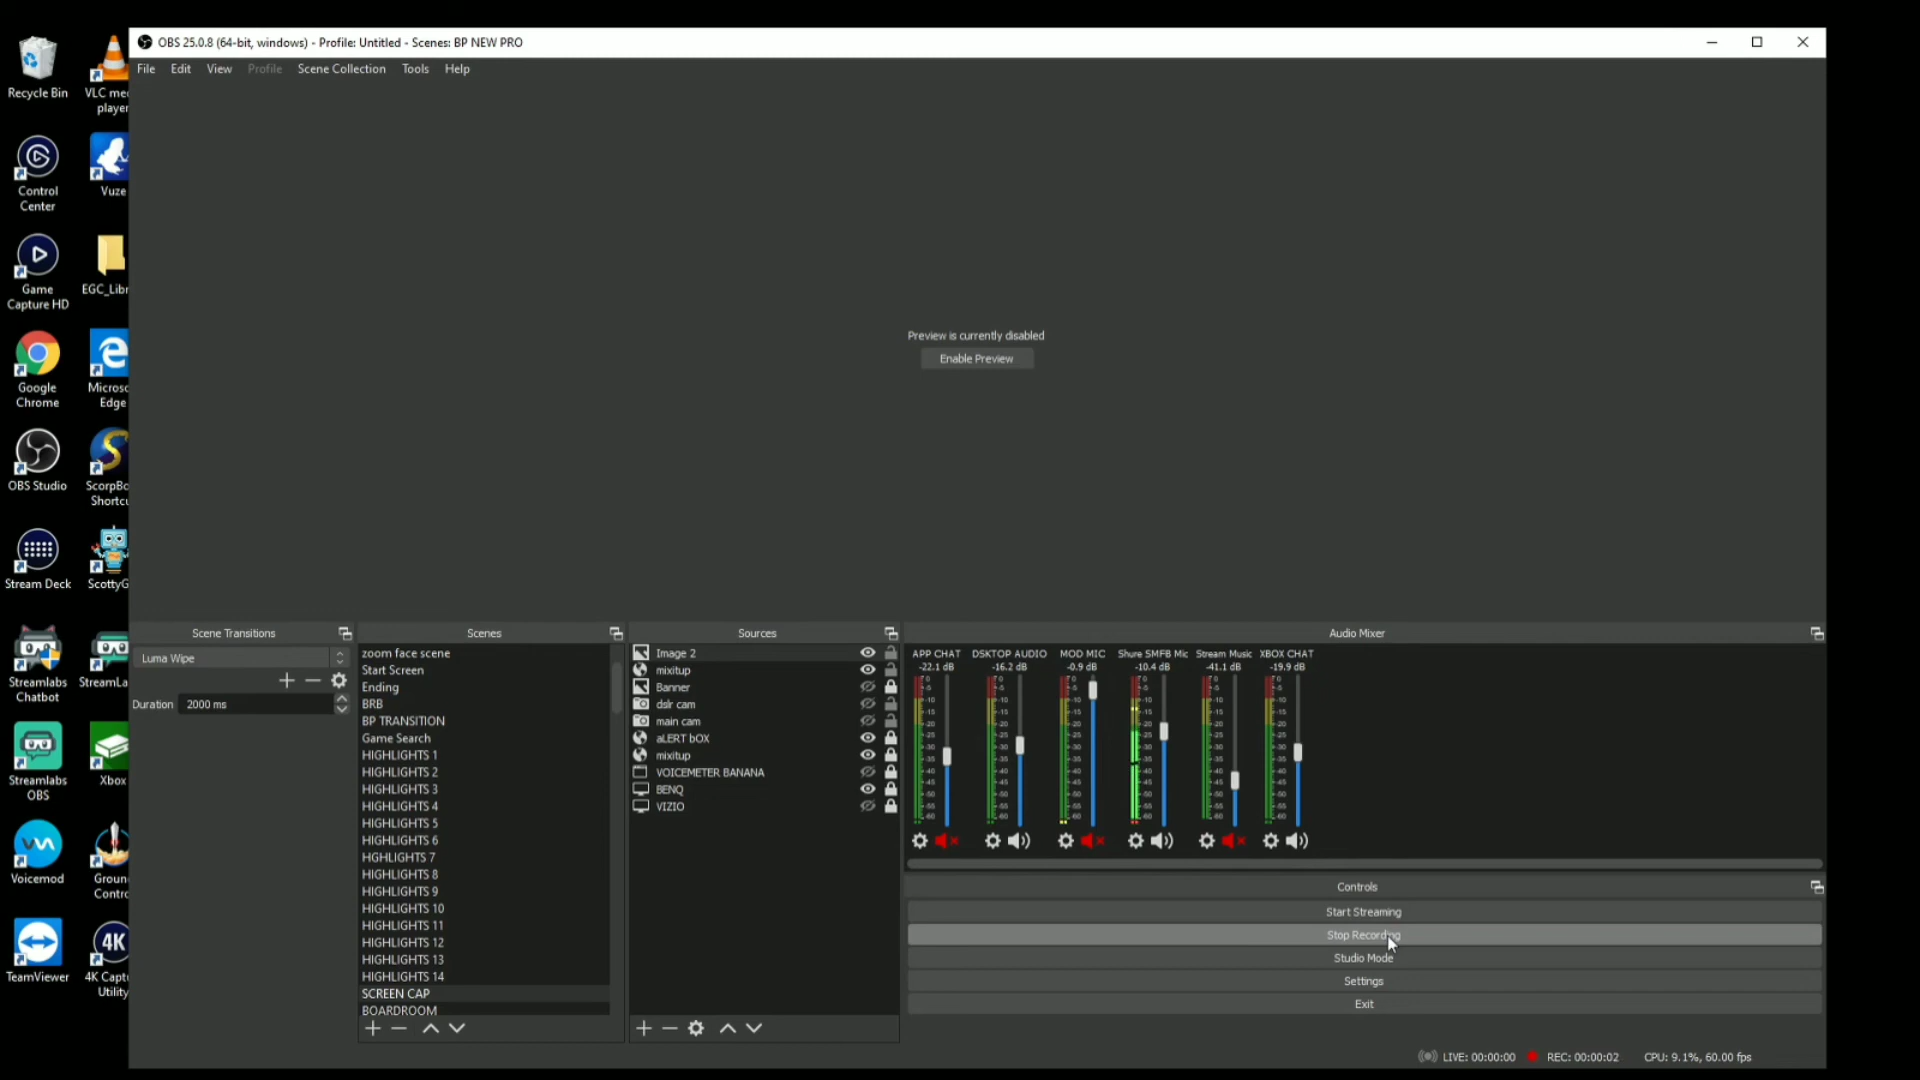 OBS 25.0.8 (64-bit, windows) - Profile: Untitled - Scenes: BP NEW PRO
File Edit View Profile Scene Collection Tools Help
Recycle Bin
VLC me
player
Control
Center
Vuze
Game
Capture HD
EGC_Libr
Google
Chrome
Microso
Edge
OBS Studio
ScorpBo
Shortcu
Stream Deck
ScottyG
Streamlabs
Chatbot
StreamLa
Streamlabs
OBS
Xbox
Voicemod
Groun
Contro
TeamViewer
4K
4K Captu
Utility
Preview is currently disabled
Enable Preview
Scene Transitions
Luma Wipe
Duration 2000 ms
Scenes
zoom face scene
Start Screen
Ending
BRB
BP TRANSITION
Game Search
HIGHLIGHTS 1
HIGHLIGHTS 2
HIGHLIGHTS 3
HIGHLIGHTS 4
HIGHLIGHTS 5
HIGHLIGHTS 6
HGHLIGHTS 7
HIGHLIGHTS 8
HIGHLIGHTS 9
HIGHLIGHTS 10
HIGHLIGHTS 11
HIGHLIGHTS 12
HIGHLIGHTS 13
HIGHLIGHTS 14
SCREEN CAP
BOARDROOM
Sources
Image 2
mixitup
Banner
dslr cam
main cam
aLERT bOX
mixitup
VOICEMETER BANANA
BENQ
VIZIO
Audio Mixer
APP CHAT DSKTOP AUDIO MOD MIC Shure SMFB Mic Stream Music XBOX CHAT
-22.1 dB -16.2 dB -0.9 dB -10.4 dB -41.1 dB -19.9 dB
Controls
Start Streaming
Stop Recording
Studio Mode
Settings
Exit
LIVE: 00:00:00 REC: 00:00:02 CPU: 9.1%, 60.00 fps